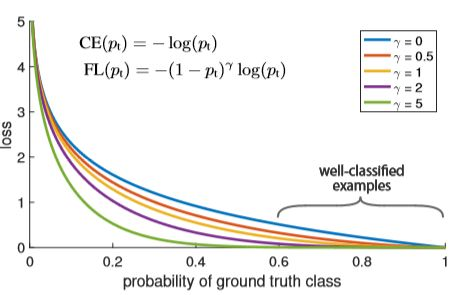 5
CE(pt) = − log(pt)
FL(pt) = −(1 − pt)γ log(pt)
γ = 0
γ = 0.5
γ = 1
γ = 2
γ = 5
4
3
loss
2
well-classified
examples
1
0
0 0.2 0.4 0.6 0.8 1
probability of ground truth class